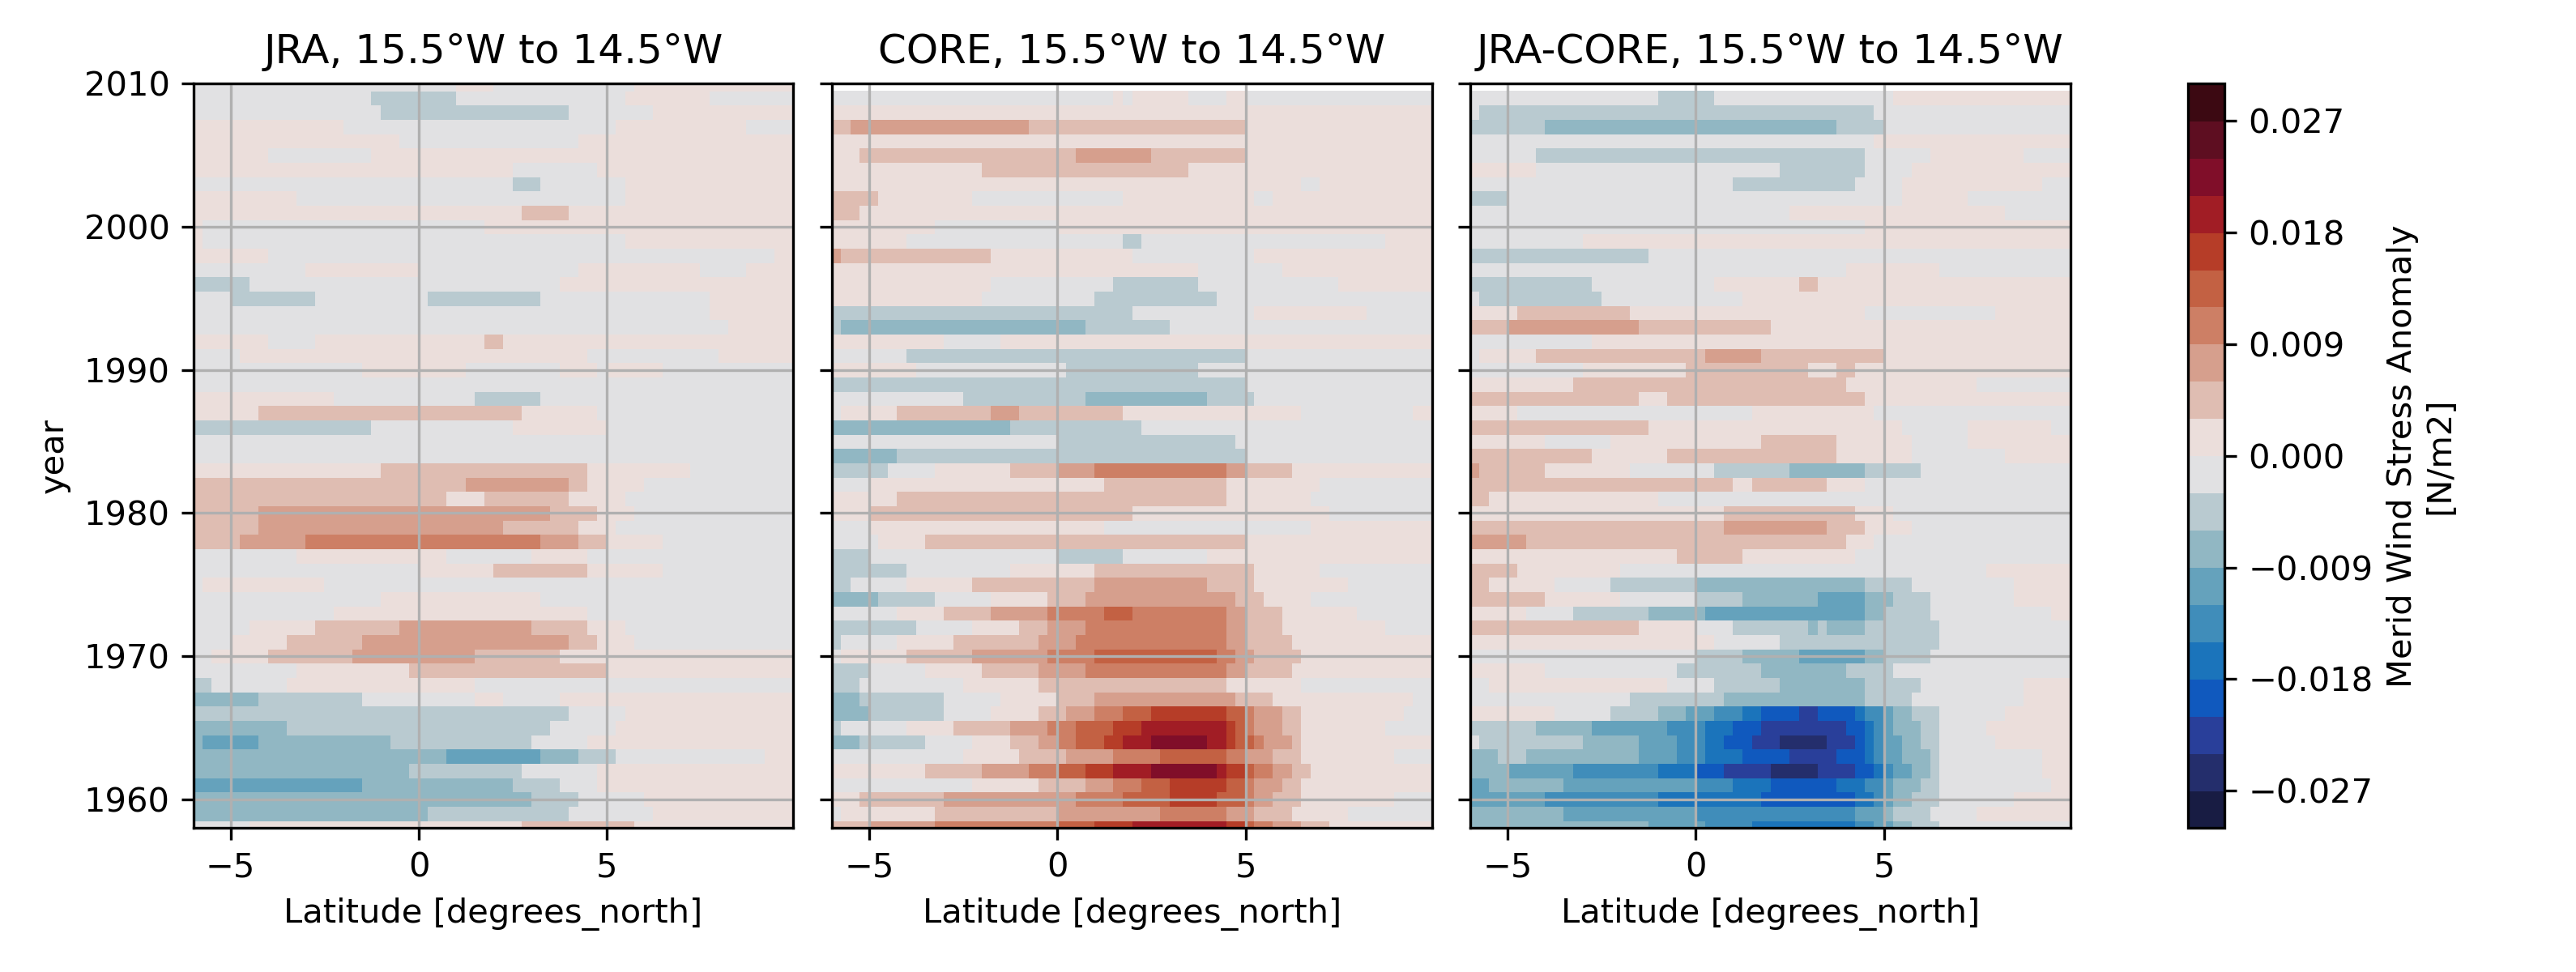 JRA, 15.5°W to 14.5°W
CORE, 15.5°W to 14.5°W
JRA-CORE, 15.5°W to 14.5°W
2010
2000
1990
1980
1970
1960
year
−5
0
5
−5
0
5
−5
0
5
Latitude [degrees_north]
Latitude [degrees_north]
Latitude [degrees_north]
0.027
0.018
0.009
0.000
−0.009
−0.018
−0.027
Merid Wind Stress Anomaly
[N/m2]